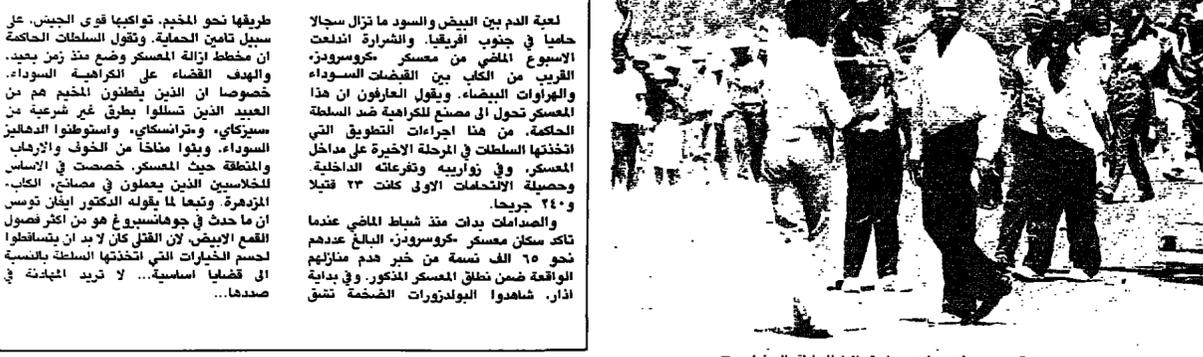 لعبة الدم بين البيض والسود ما تزال سجالا
حاميا في جنوب افريقيا. والشرارة اندلعت
الاسبوع الماضي من معسكر «كروسرودز»
القريب من الكاب بين القبضات السوداء
والهراوات البيضاء. ويقول العارفون ان هذا
المعسكر تحول الى مصنع للكراهية ضد السلطة
الحاكمة. من هنا اجراءات التطويق التي
اتخذتها السلطات في المرحلة الاخيرة على مداخل
المعسكر، وفي زواريبه وتفرعاته الداخلية.
وحصيلة الالتحامات الاولى كانت ٢٣ قتيلا
و٢٤٠ جريحا.
والصدامات بدات منذ شباط الماضي عندما
تاكد سكان معسكر «كروسرودز» البالغ عددهم
نحو ٦٥ الف نسمة من خبر هدم منازلهم
الواقعة ضمن نطاق المعسكر المذكور. وفي بداية
اذار، شاهدوا البولدزورات الضخمة تشق
طريقها نحو المخيم، تواكبها قوى الجيش، على
سبيل تامين الحماية. وتقول السلطات الحاكمة
ان مخطط ازالة المعسكر وضع منذ زمن بعيد،
والهدف القضاء على الكراهية السوداء،
خصوصا ان الذين يقطنون المخيم هم من
العبيد الذين تسللوا بطرق غير شرعية من
«سيزكاي» و«ترانسكاي»، واستوطنوا الدهاليز
السوداء، وبثوا مناخا من الخوف والارهاب.
والمنطقة حيث المعسكر، خصصت في الاساس
للخلاسيين الذين يعملون في مصانع «الكاب»
المزدهرة. وتبعا لما يقوله الدكتور ايفان تومس
ان ما حدث في جوهانسبورغ هو من اكثر فصول
القمع الابيض، لان القتلى كان لا بد ان يتساقطوا
لحسم الخيارات التي اتخذتها السلطة بالنسبة
الى قضايا اساسية... لا تريد المهادنة في
صددها...